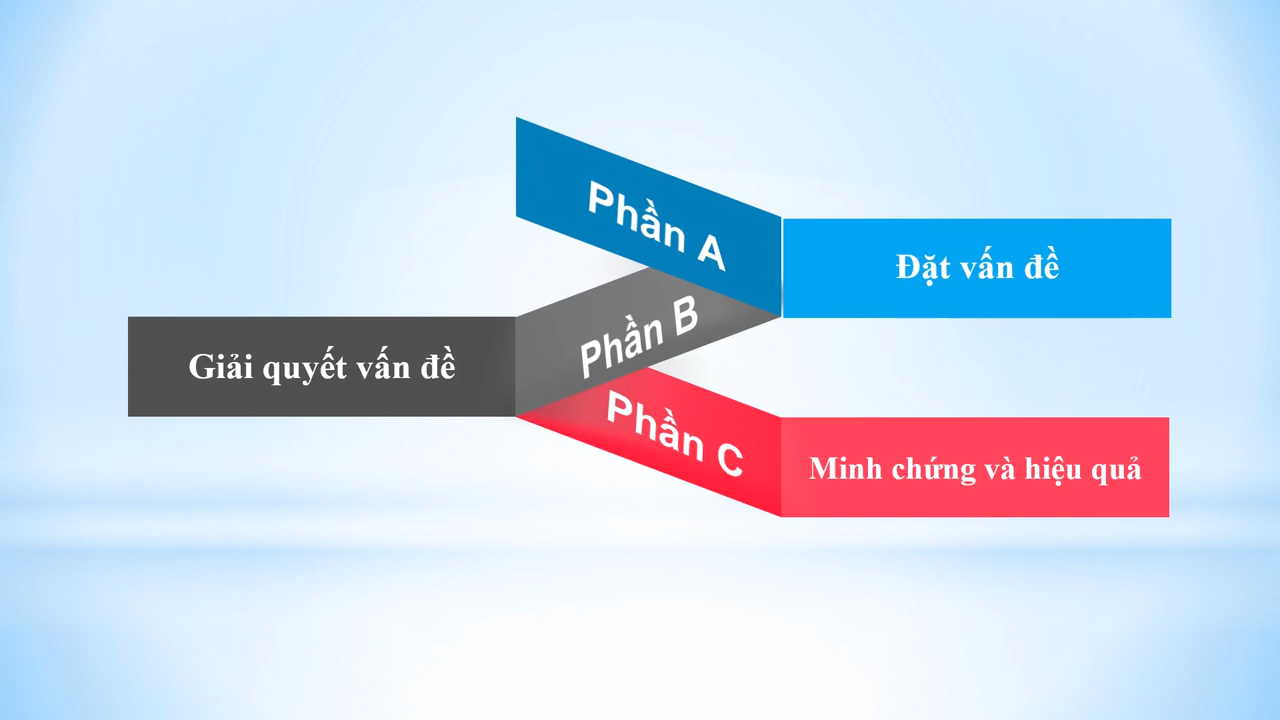 Phần A
Đặt vấn đề
Phần B
Giải quyết vấn đề
Phần C
Minh chứng và hiệu quả